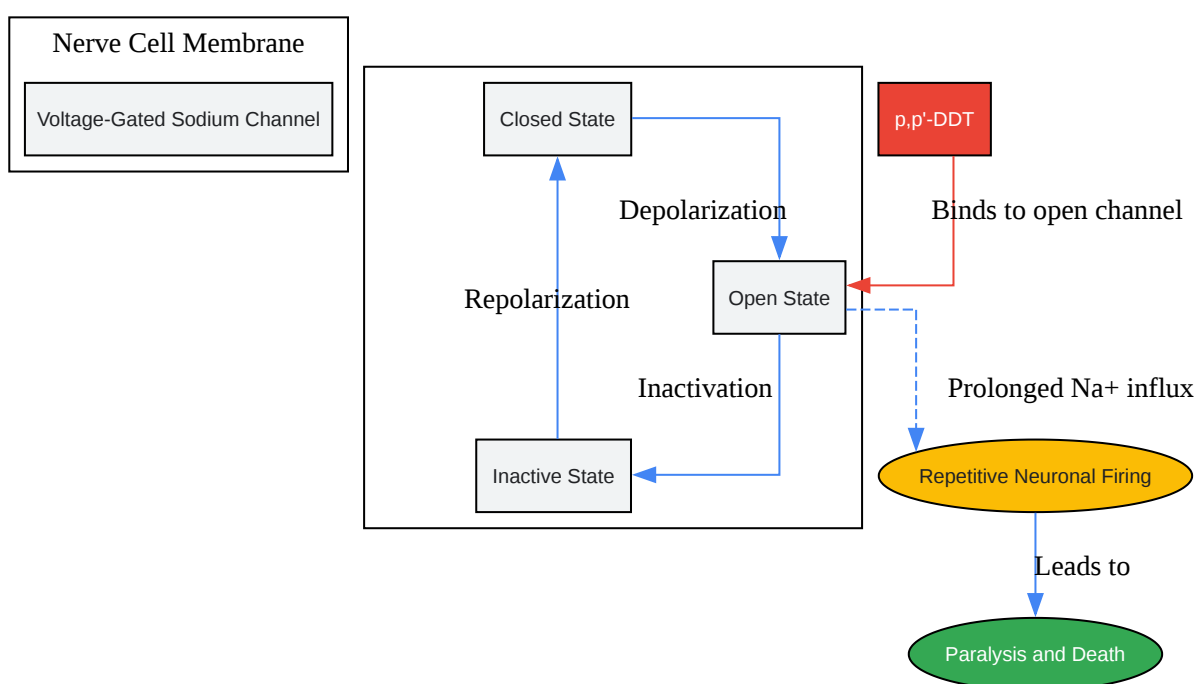 Nerve Cell Membrane
Voltage-Gated Sodium Channel
Closed State
p,p'-DDT
Depolarization
Binds to open channel
Repolarization
Open State
Inactivation
Prolonged Na+ influx
Inactive State
Repetitive Neuronal Firing
Leads to
Paralysis and Death